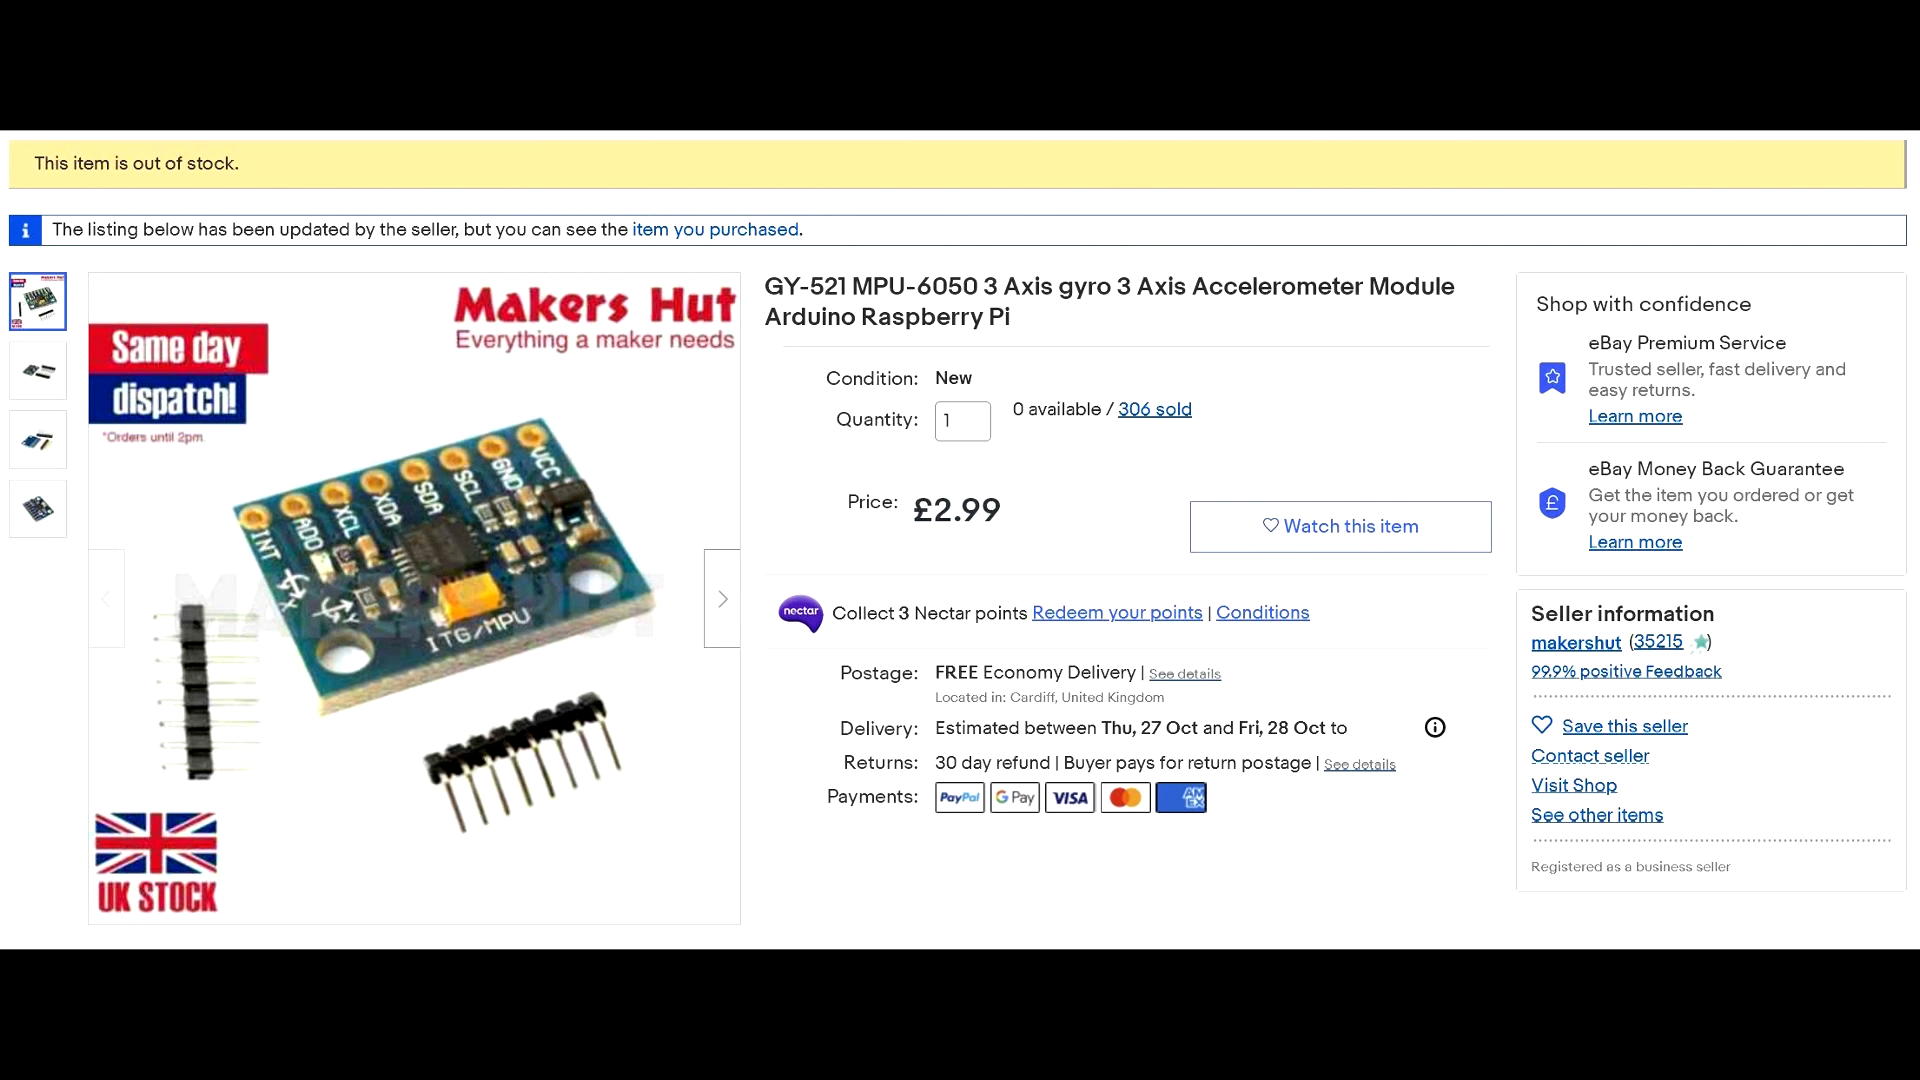 This item is out of stock.
The listing below has been updated by the seller, but you can see the item you purchased.
Makers Hut
Everything a maker needs
Same day
dispatch!
*Orders until 2pm
VCC
GND
SCL
SDA
XDA
XCL
ADO
INT
ITG/MPU
MAKERS HUT
UK STOCK
GY-521 MPU-6050 3 Axis gyro 3 Axis Accelerometer Module
Arduino Raspberry Pi
Condition: New
Quantity: 1 0 available / 306 sold
Price: £2.99
Watch this item
nectar Collect 3 Nectar points Redeem your points | Conditions
Postage: FREE Economy Delivery | See details
Located in: Cardiff, United Kingdom
Delivery: Estimated between Thu, 27 Oct and Fri, 28 Oct to
Returns: 30 day refund | Buyer pays for return postage | See details
Payments: PayPal G Pay VISA AMEX
Shop with confidence
eBay Premium Service
Trusted seller, fast delivery and
easy returns.
Learn more
eBay Money Back Guarantee
Get the item you ordered or get
your money back.
Learn more
Seller information
makershut (35215)
99.9% positive Feedback
Save this seller
Contact seller
Visit Shop
See other items
Registered as a business seller